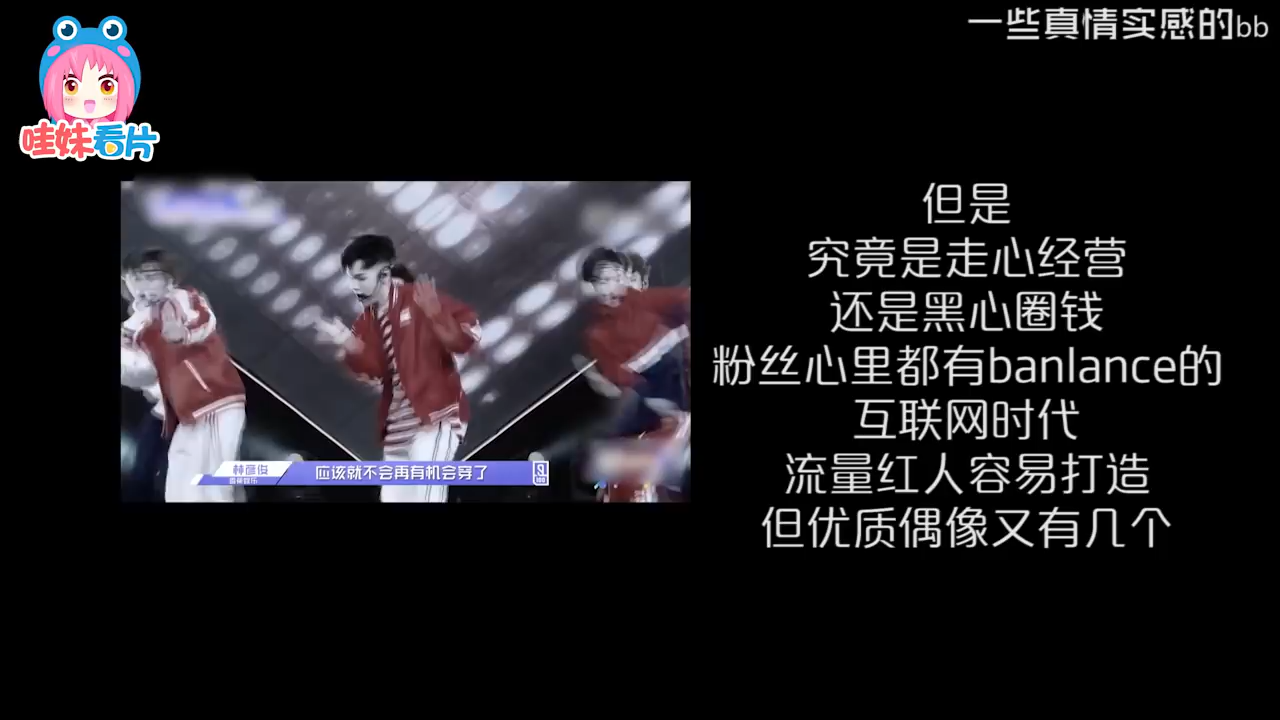 一些真情实感的bb
哇妹看片
但是
究竟是走心经营
还是黑心圈钱
粉丝心里都有banlance的
互联网时代
流量红人容易打造
但优质偶像又有几个
林彦俊
应该就不会再有机会穿了
100